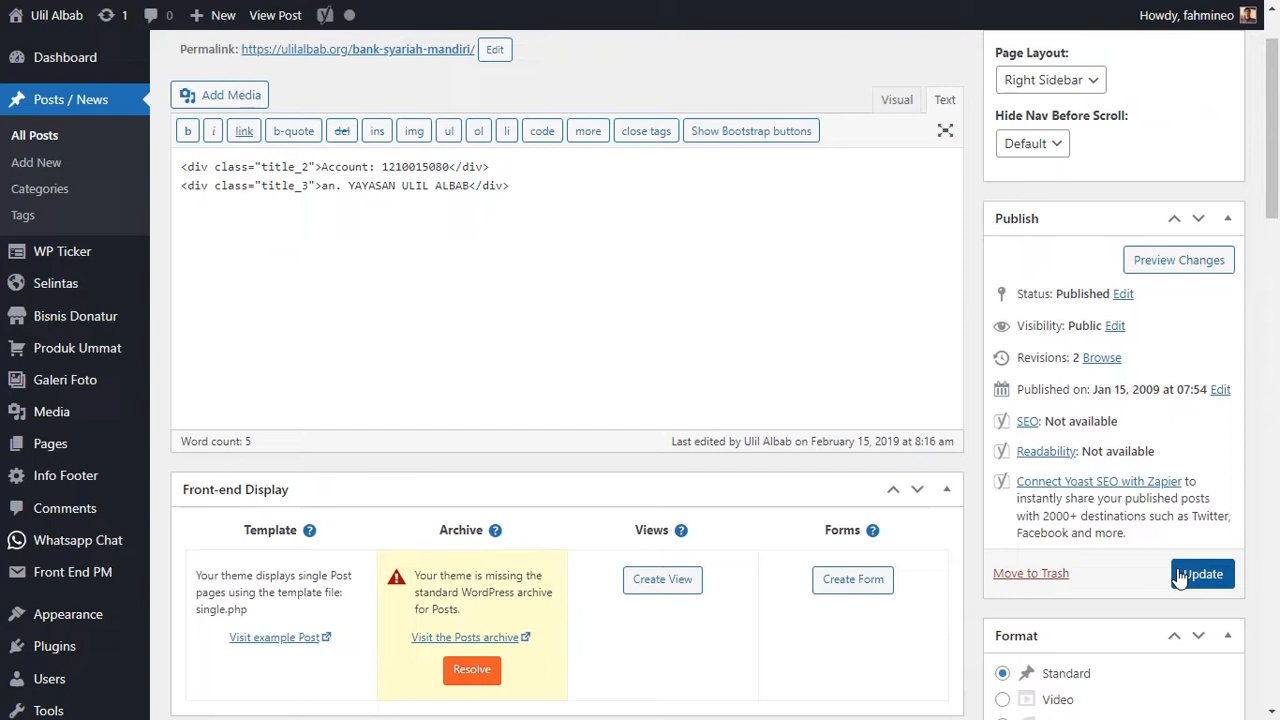 Ulil Albab 1 0 New View Post Howdy, fahmineo
Dashboard
Posts / News
All Posts
Add New
Categories
Tags
WP Ticker
Selintas
Bisnis Donatur
Produk Ummat
Galeri Foto
Media
Pages
Info Footer
Comments
Whatsapp Chat
Front End PM
Appearance
Plugins
Users
Tools
Permalink: https://ulilalbab.org/bank-syariah-mandiri/ Edit
Add Media
Visual Text
b i link b-quote del ins img ul ol li code more close tags Show Bootstrap buttons
<div class="title_2">Account: 1210015080</div>
<div class="title_3">an. YAYASAN ULIL ALBAB</div>
Word count: 5 Last edited by Ulil Albab on February 15, 2019 at 8:16 am
Front-end Display
Template ? Archive ? Views ? Forms ?
Your theme displays single Post
pages using the template file:
single.php
Visit example Post
Your theme is missing the
standard WordPress archive
for Posts.
Visit the Posts archive
Resolve
Create View
Create Form
Page Layout:
Right Sidebar
Hide Nav Before Scroll:
Default
Publish
Preview Changes
Status: Published Edit
Visibility: Public Edit
Revisions: 2 Browse
Published on: Jan 15, 2009 at 07:54 Edit
SEO: Not available
Readability: Not available
Connect Yoast SEO with Zapier to
instantly share your published posts
with 2000+ destinations such as Twitter,
Facebook and more.
Move to Trash Update
Format
Standard
Video